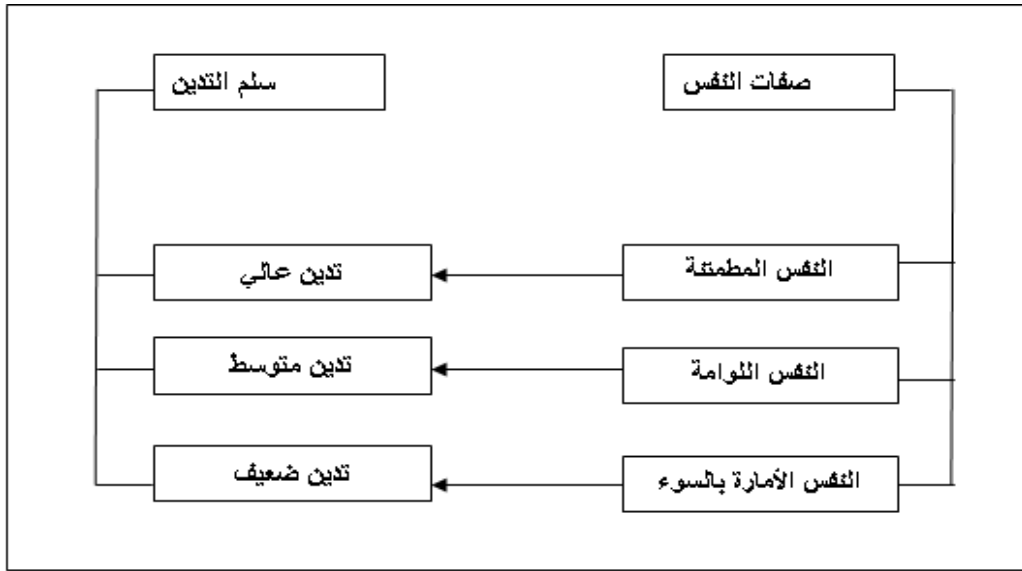 صفات النفس
سلم التدين
النفس المطمئنة
تدين عالي
النفس اللوامة
تدين متوسط
النفس الأمارة بالسوء
تدين ضعيف